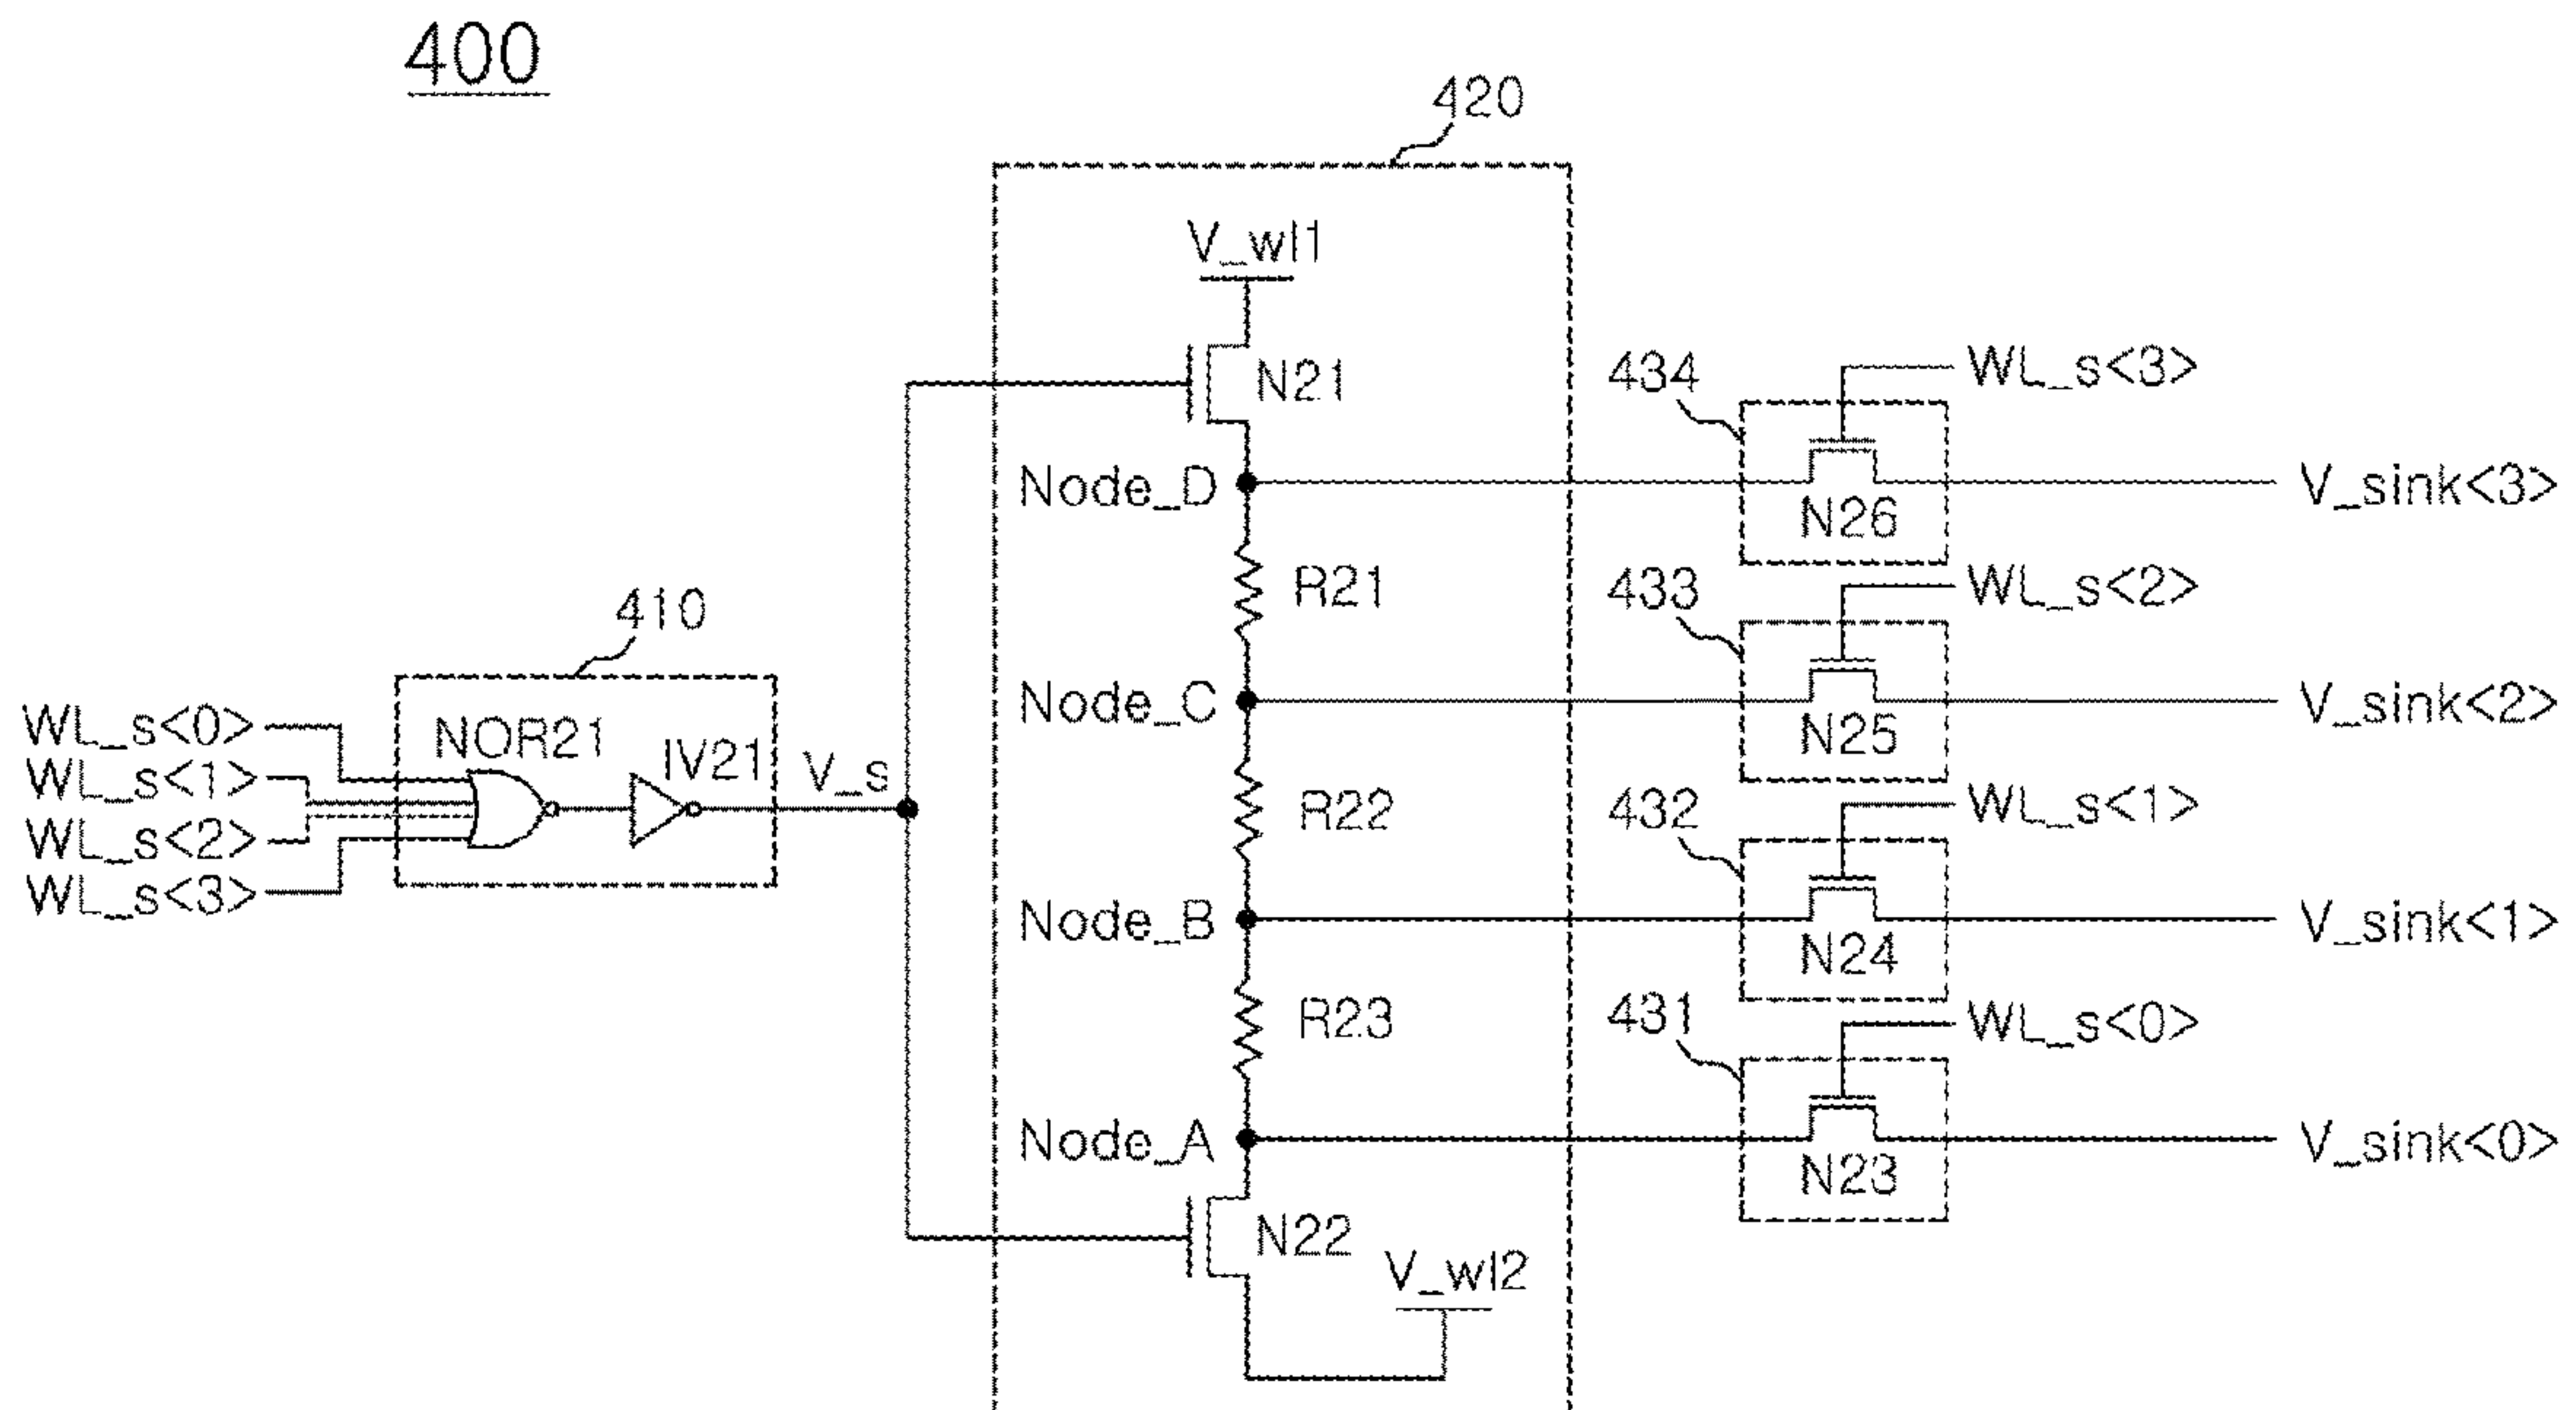 400
420
V_wl1
N21
434
WL_s<3>
Node_D
N26
V_sink<3>
R21
433
WL_s<2>
410
Node_C
N25
V_sink<2>
WL_s<0>
WL_s<1>
WL_s<2>
WL_s<3>
NOR21
IV21
V_s
R22
432
WL_s<1>
Node_B
N24
V_sink<1>
R23
431
WL_s<0>
Node_A
N23
V_sink<0>
N22
V_wl2